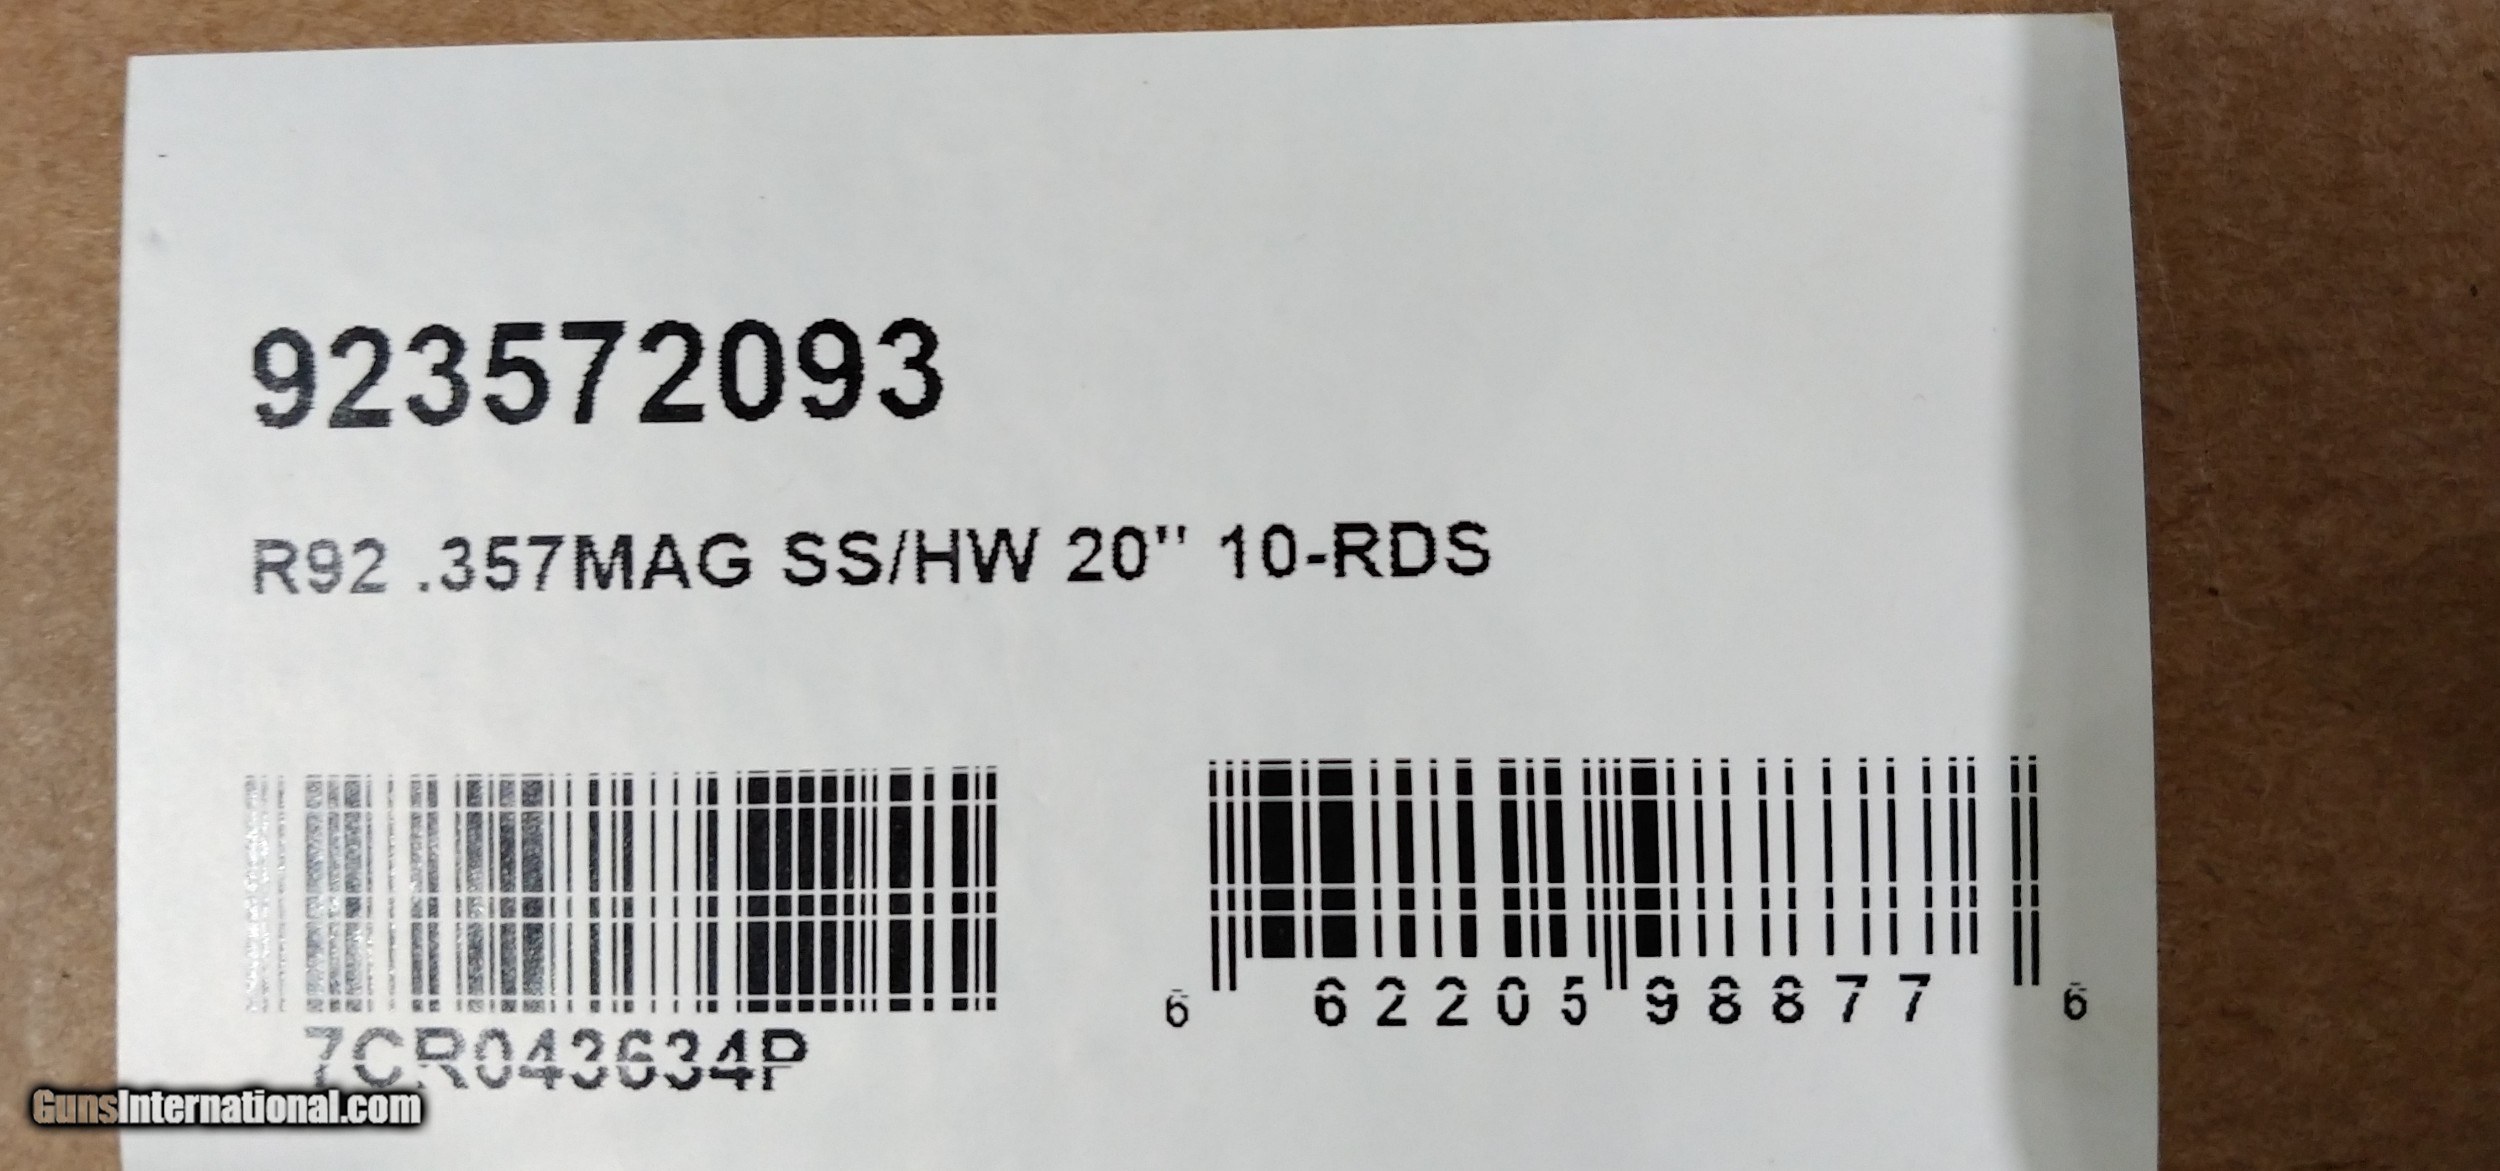 923572093
R92 .357MAG SS/HW 20" 10-RDS
6 62205 98877 6
7CR043634P
GunsInternational.com